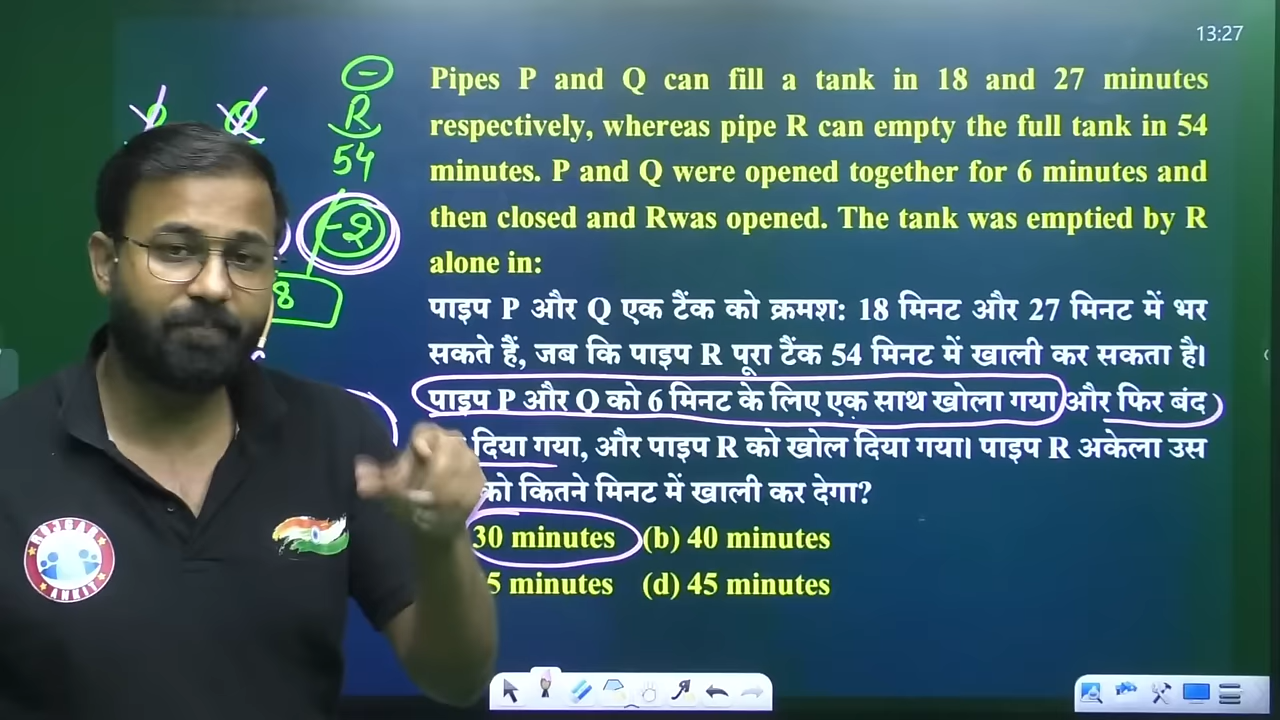 13:27
Pipes P and Q can fill a tank in 18 and 27 minutes
respectively, whereas pipe R can empty the full tank in 54
minutes. P and Q were opened together for 6 minutes and
then closed and Rwas opened. The tank was emptied by R
alone in:
पाइप P और Q एक टैंक को क्रमश: 18 मिनट और 27 मिनट में भर
सकते हैं, जब कि पाइप R पूरा टैंक 54 मिनट में खाली कर सकता है।
पाइप P और Q को 6 मिनट के लिए एक साथ खोला गया और फिर बंद
दिया गया, और पाइप R को खोल दिया गया। पाइप R अकेला उस
को कितने मिनट में खाली कर देगा?
30 minutes (b) 40 minutes
5 minutes (d) 45 minutes
P Q R
54
-2
8
ANKIT